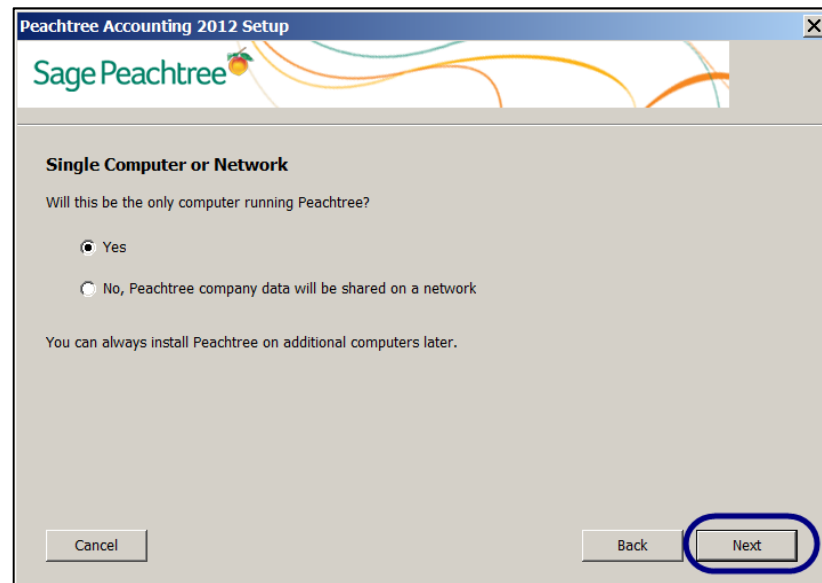 Peachtree Accounting 2012 Setup
Sage Peachtree
Single Computer or Network
Will this be the only computer running Peachtree?
Yes
No, Peachtree company data will be shared on a network
You can always install Peachtree on additional computers later.
Cancel Back Next